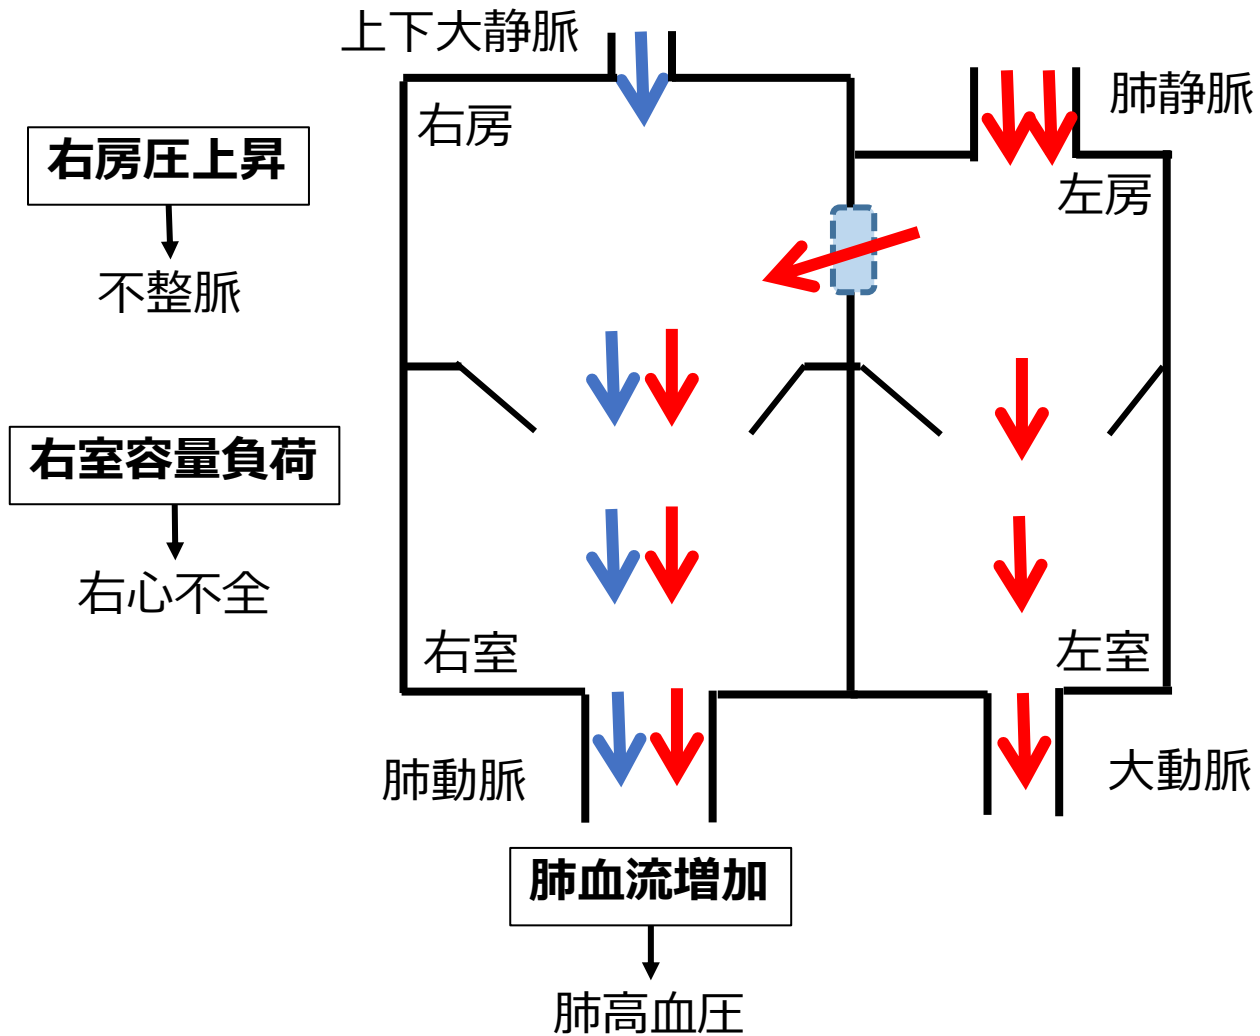 上下大静脈
肺静脈
右房
左房
右房圧上昇
不整脈
右室容量負荷
右心不全
右室
左室
肺動脈
大動脈
肺血流増加
肺高血圧